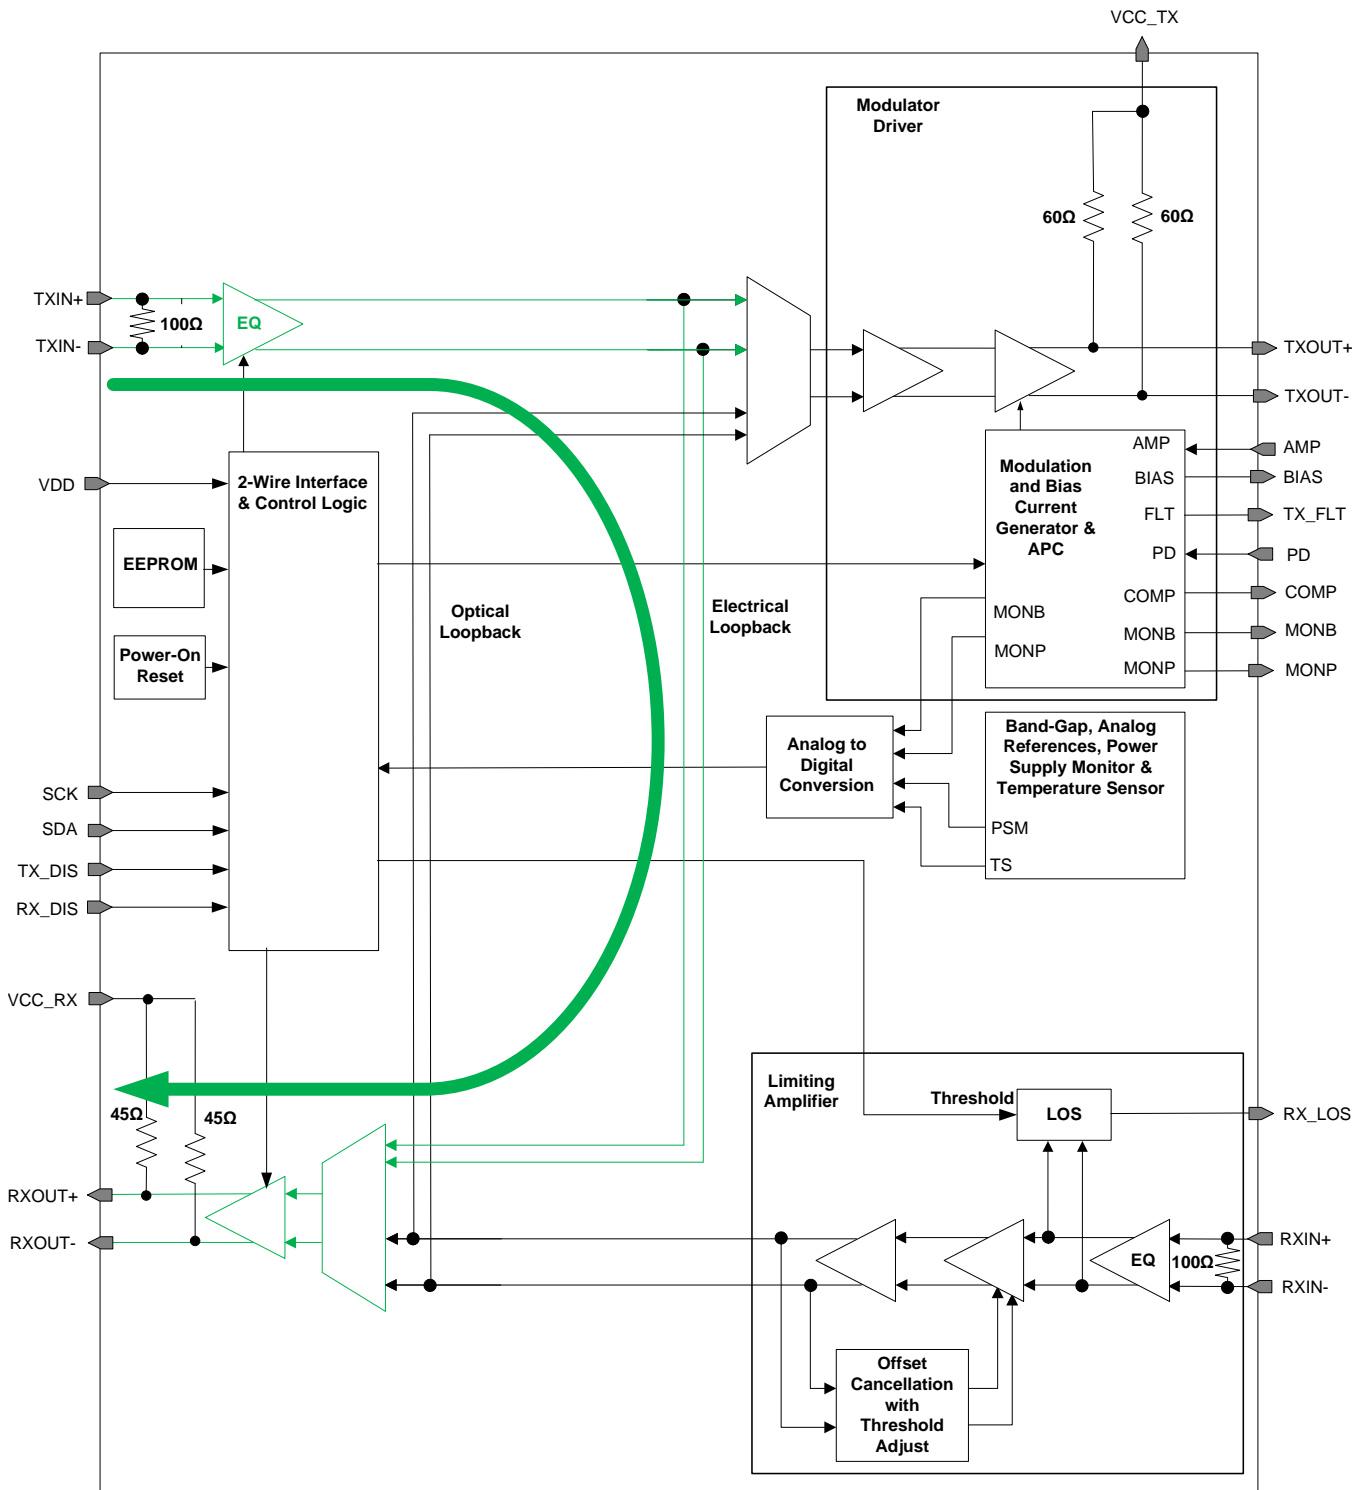 VCC_TX
Modulator
Driver
60Ω
60Ω
TXIN+
100Ω
TXIN-
EQ
TXOUT+
TXOUT-
AMP
BIAS
TX_FLT
PD
COMP
MONB
MONP
Modulation
and Bias
Current
Generator &
APC
AMP
BIAS
FLT
PD
COMP
MONB
MONP
MONB
MONP
VDD
2-Wire Interface
& Control Logic
EEPROM
Power-On
Reset
Optical
Loopback
Electrical
Loopback
Analog to
Digital
Conversion
Band-Gap, Analog
References, Power
Supply Monitor &
Temperature Sensor
PSM
TS
SCK
SDA
TX_DIS
RX_DIS
VCC_RX
45Ω
45Ω
RXOUT+
RXOUT-
Limiting
Amplifier
Threshold
LOS
RX_LOS
EQ
100Ω
RXIN+
RXIN-
Offset
Cancellation
with
Threshold
Adjust